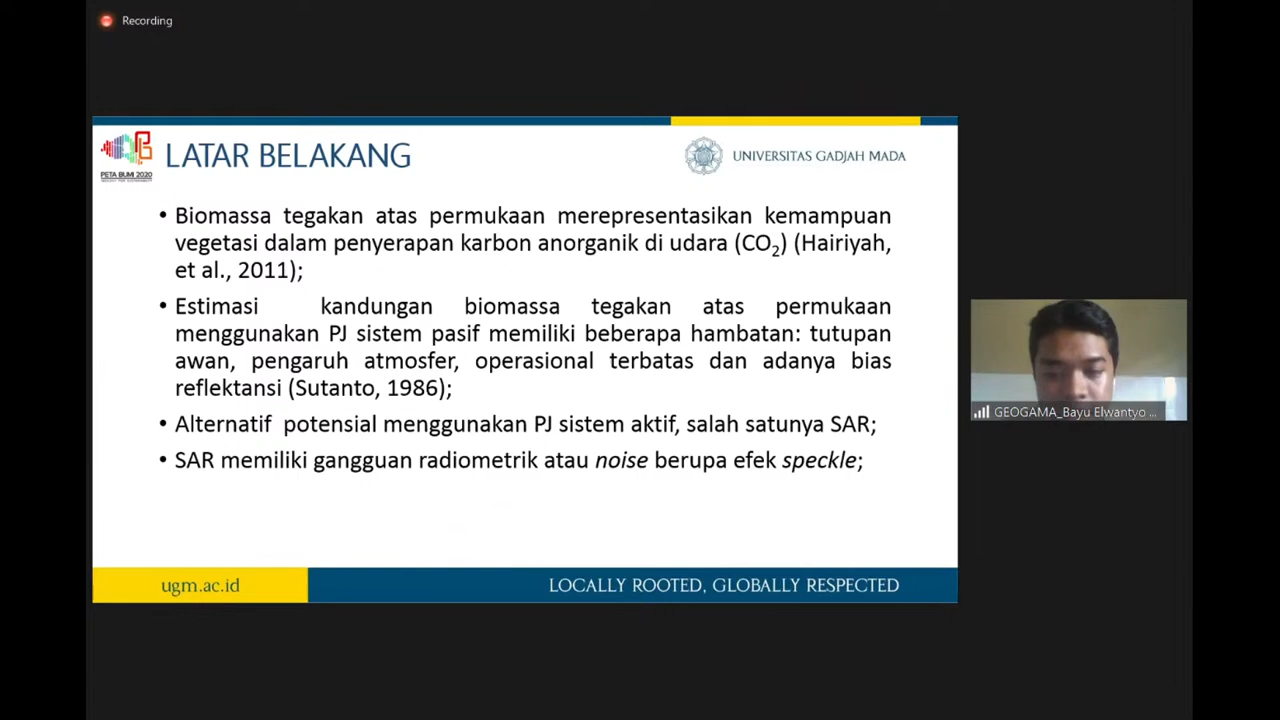 Recording
LATAR BELAKANG
PETA BUMI 2020
UNIVERSITAS GADJAH MADA
• Biomassa tegakan atas permukaan merepresentasikan kemampuan
vegetasi dalam penyerapan karbon anorganik di udara (CO₂) (Hairiyah,
et al., 2011);
• Estimasi kandungan biomassa tegakan atas permukaan
menggunakan PJ sistem pasif memiliki beberapa hambatan: tutupan
awan, pengaruh atmosfer, operasional terbatas dan adanya bias
reflektansi (Sutanto, 1986);
• Alternatif potensial menggunakan PJ sistem aktif, salah satunya SAR;
• SAR memiliki gangguan radiometrik atau noise berupa efek speckle;
GEOGAMA_Bayu Elwantyo ...
ugm.ac.id
LOCALLY ROOTED, GLOBALLY RESPECTED